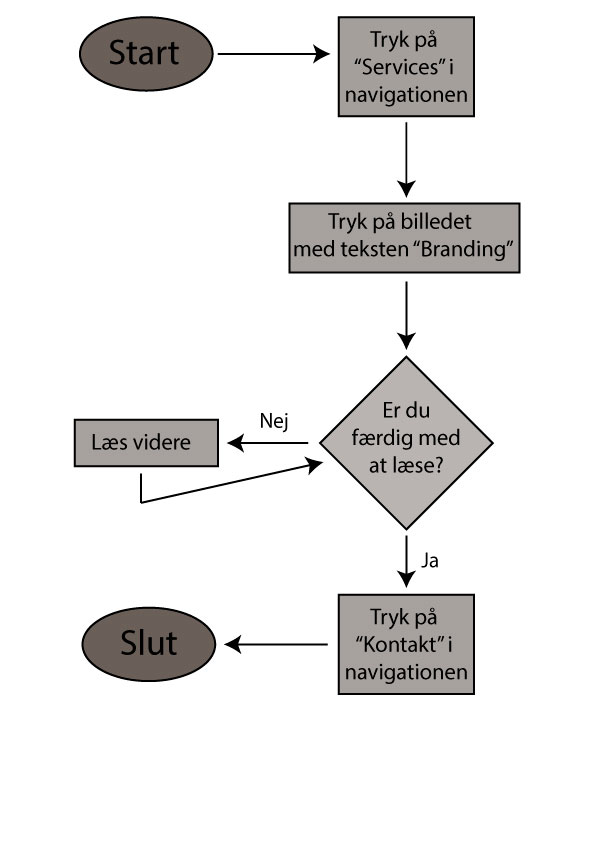 Start
Tryk på
“Services” i
navigationen
Tryk på billedet
med teksten “Branding”
Er du
færdig med
at læse?
Nej
Læs videre
Ja
Tryk på
“Kontakt” i
navigationen
Slut